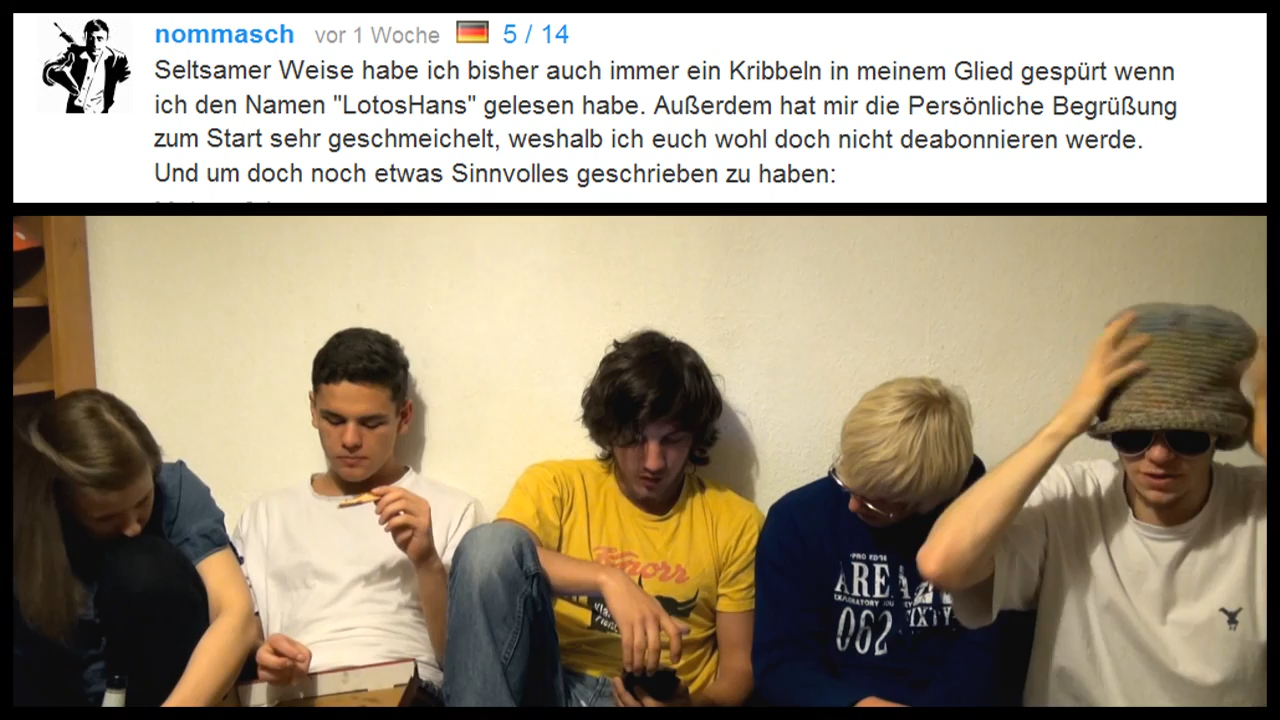 nommasch vor 1 Woche 5 / 14
Seltsamer Weise habe ich bisher auch immer ein Kribbeln in meinem Glied gespürt wenn
ich den Namen "LotosHans" gelesen habe. Außerdem hat mir die Persönliche Begrüßung
zum Start sehr geschmeichelt, weshalb ich euch wohl doch nicht deabonnieren werde.
Und um doch noch etwas Sinnvolles geschrieben zu haben:
Knorr
AREA
062